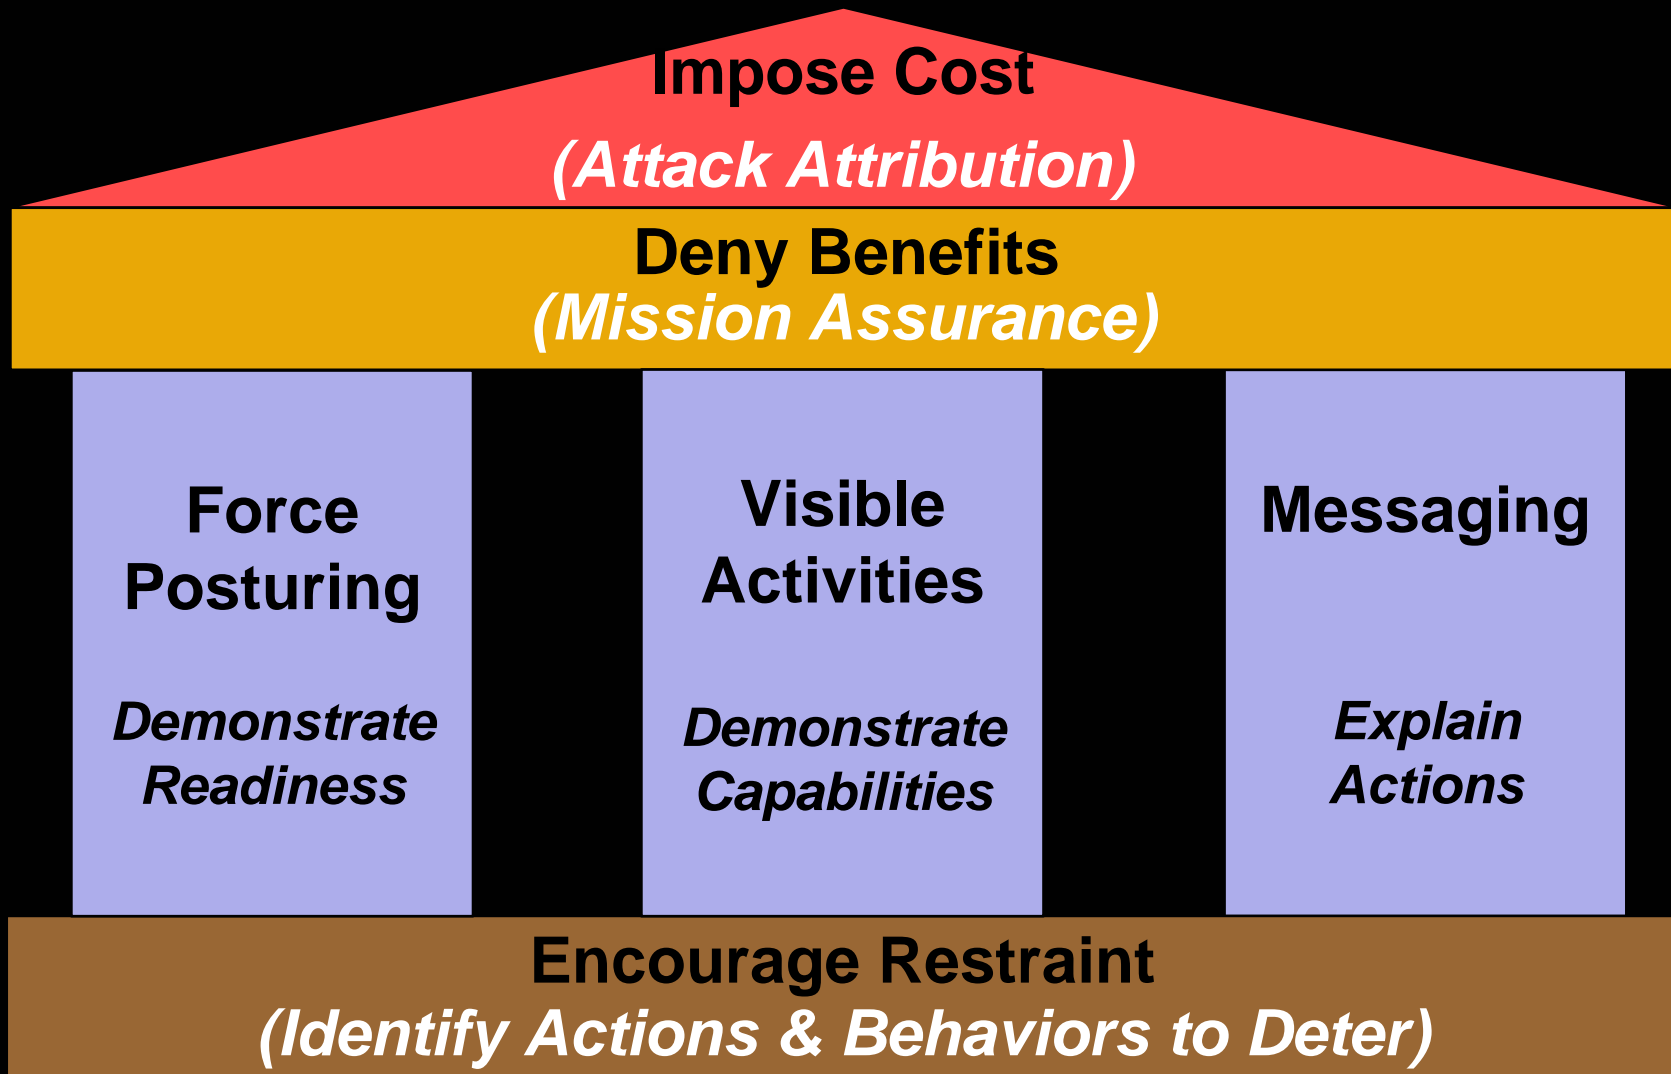 Impose Cost
(Attack Attribution)
Deny Benefits
(Mission Assurance)
Force
Posturing
Demonstrate
Readiness
Visible
Activities
Demonstrate
Capabilities
Messaging
Explain
Actions
Encourage Restraint
(Identify Actions & Behaviors to Deter)